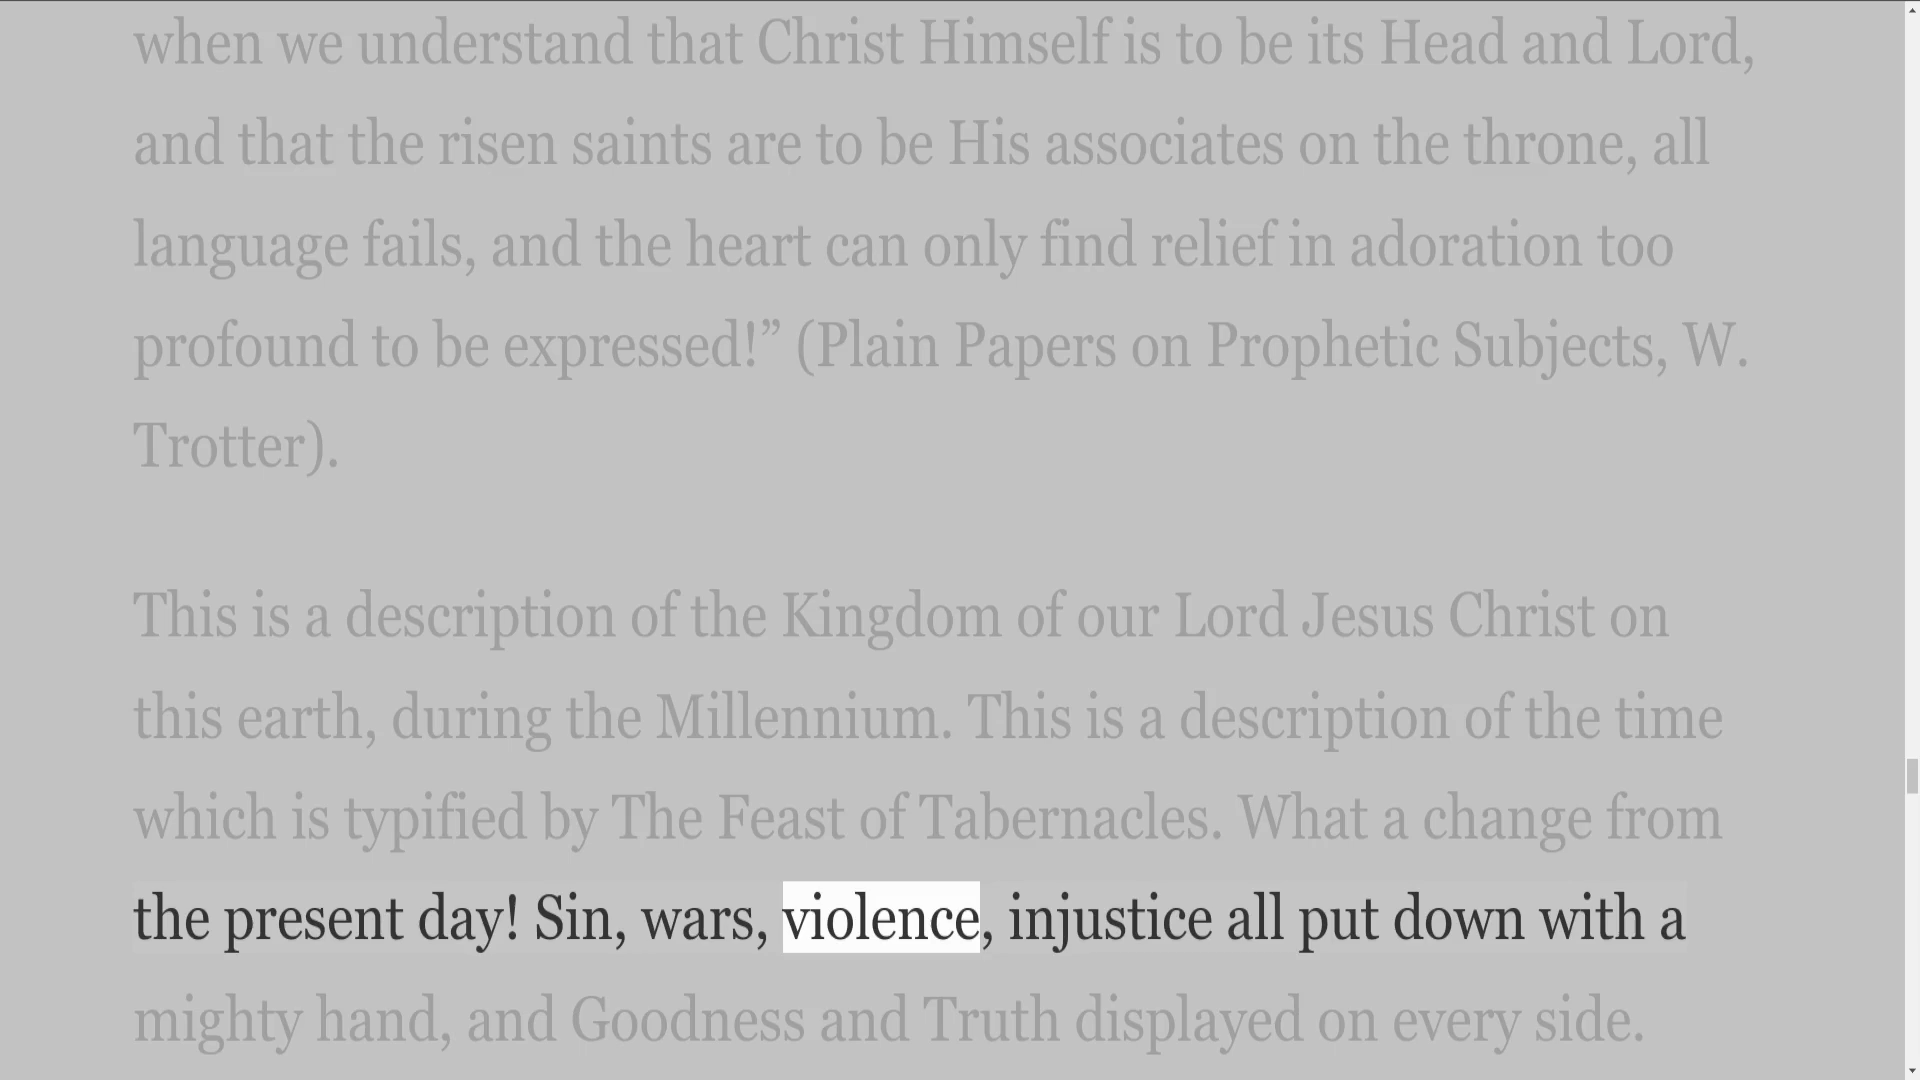 when we understand that Christ Himself is to be its Head and Lord,
and that the risen saints are to be His associates on the throne, all
language fails, and the heart can only find relief in adoration too
profound to be expressed!” (Plain Papers on Prophetic Subjects, W.
Trotter).
This is a description of the Kingdom of our Lord Jesus Christ on
this earth, during the Millennium. This is a description of the time
which is typified by The Feast of Tabernacles. What a change from
the present day! Sin, wars, violence, injustice all put down with a
mighty hand, and Goodness and Truth displayed on every side.